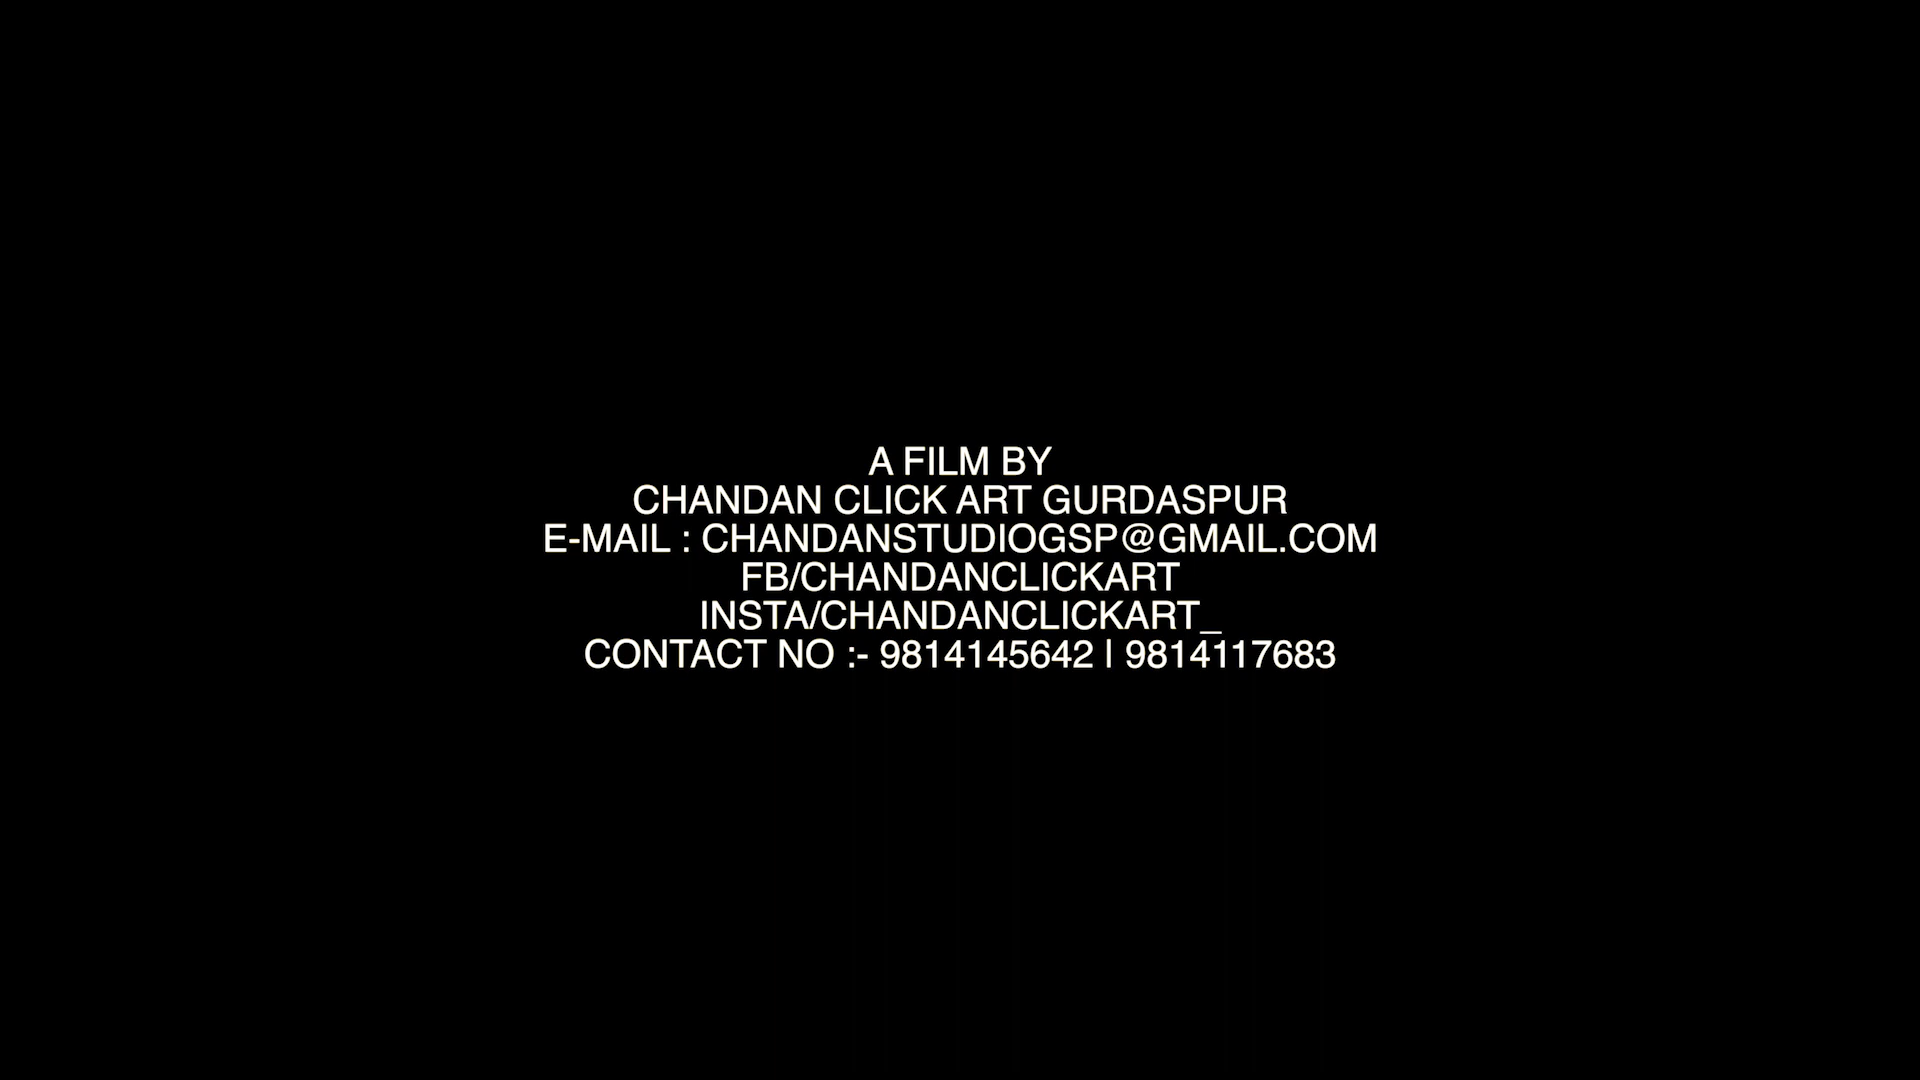 A FILM BY
CHANDAN CLICK ART GURDASPUR
E-MAIL : CHANDANSTUDIOGSP@GMAIL.COM
FB/CHANDANCLICKART
INSTA/CHANDANCLICKART_
CONTACT NO :- 9814145642 | 9814117683